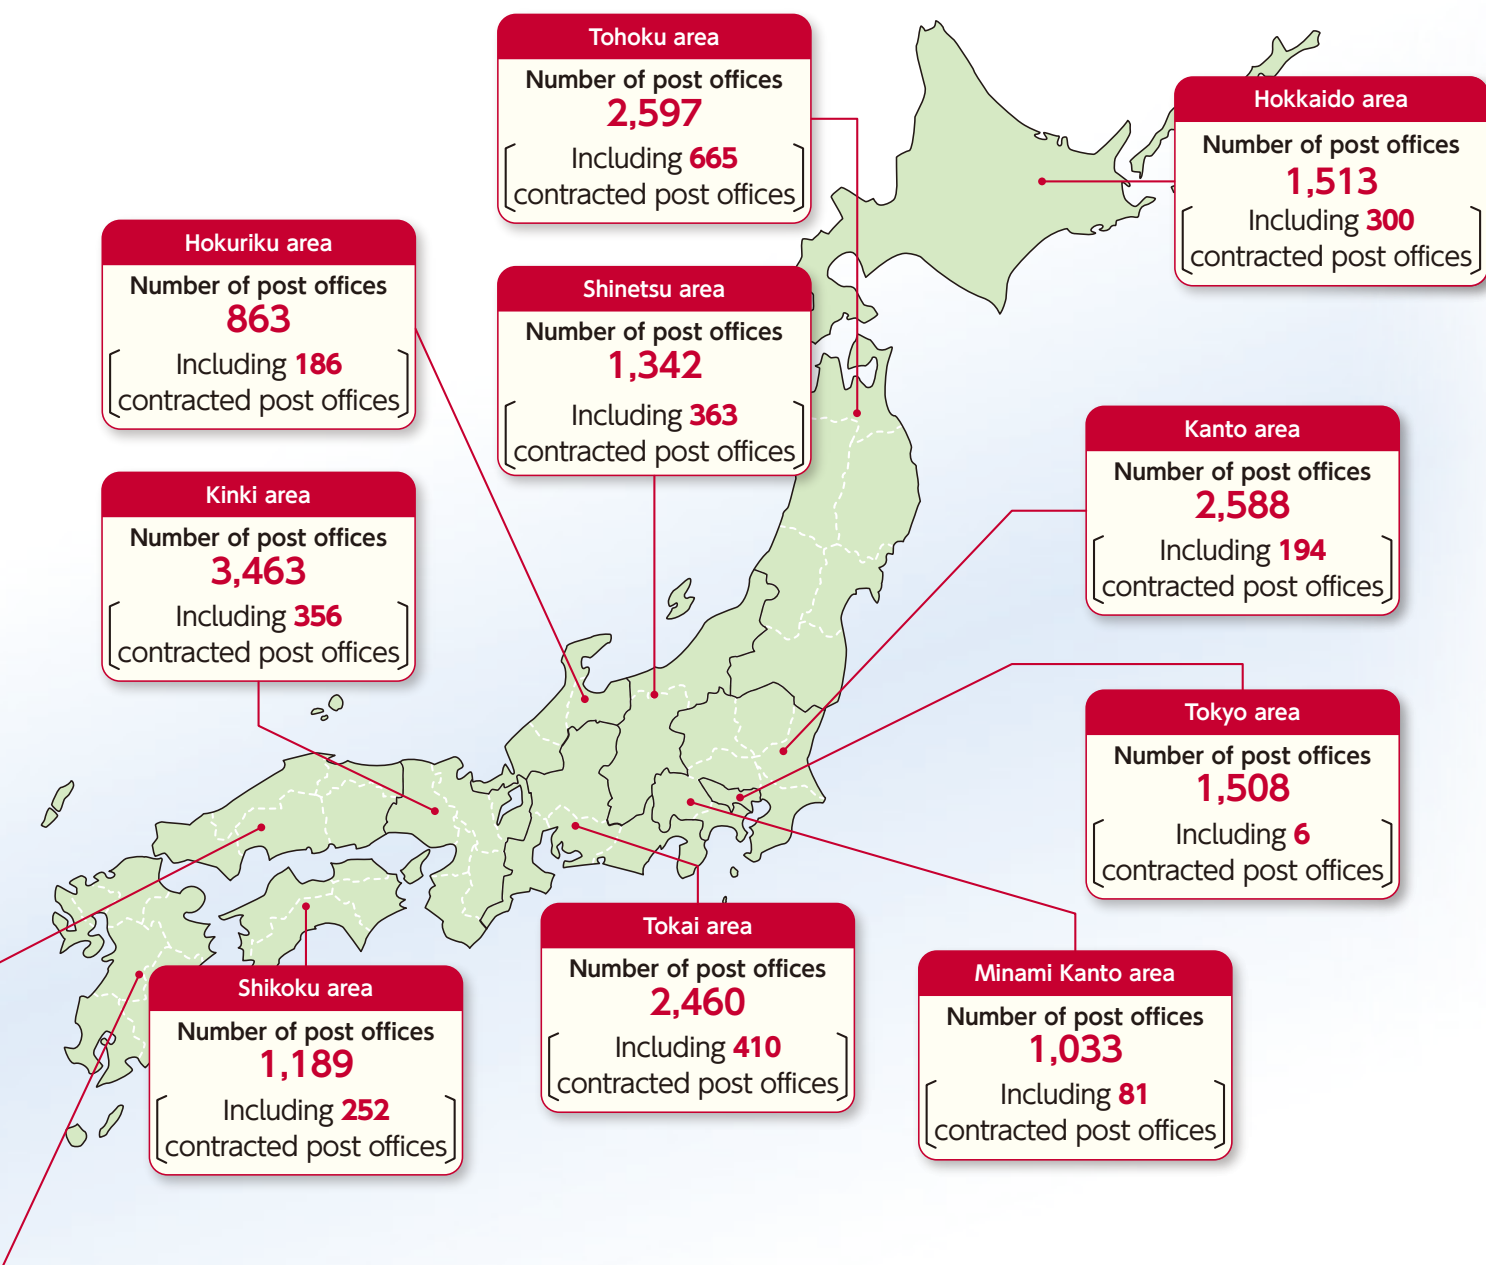 Tohoku area
Number of post offices
2,597
Including 665
contracted post offices
Hokkaido area
Number of post offices
1,513
Including 300
contracted post offices
Hokuriku area
Number of post offices
863
Including 186
contracted post offices
Shinetsu area
Number of post offices
1,342
Including 363
contracted post offices
Kanto area
Number of post offices
2,588
Including 194
contracted post offices
Kinki area
Number of post offices
3,463
Including 356
contracted post offices
Tokyo area
Number of post offices
1,508
Including 6
contracted post offices
Tokai area
Number of post offices
2,460
Including 410
contracted post offices
Minami Kanto area
Number of post offices
1,033
Including 81
contracted post offices
Shikoku area
Number of post offices
1,189
Including 252
contracted post offices